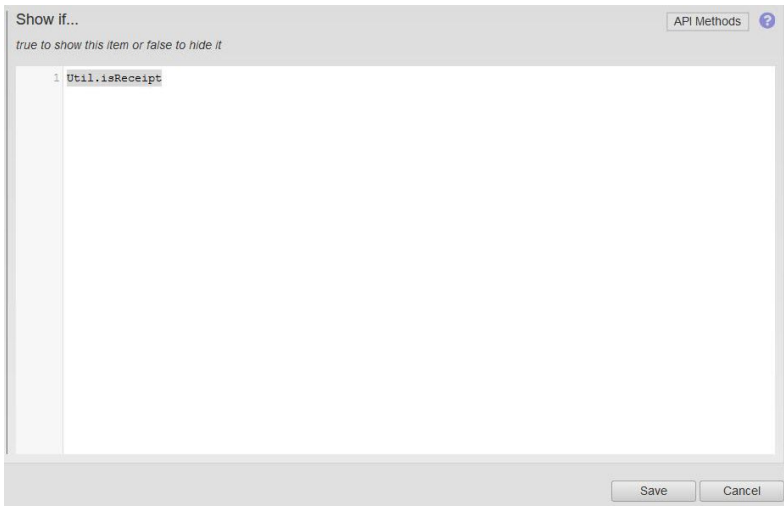 Show if...
API Methods
?
true to show this item or false to hide it
1 Util.isReceipt
Save
Cancel